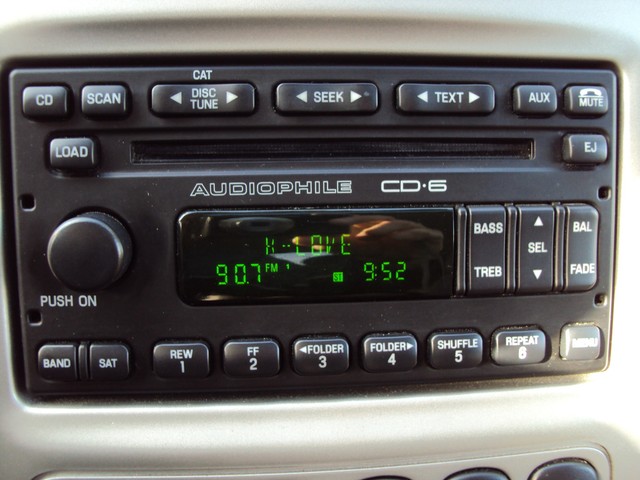 CAT
CD SCAN ◄ DISC TUNE ► ◄ SEEK ► ◄ TEXT ► AUX MUTE
LOAD EJ
AUDIOPHILE CD·6
K-LOVE
90.7 FM 1 9:52
BASS
TREB
▲
SEL
▼
BAL
FADE
PUSH ON
BAND SAT
REW
1
FF
2
◄FOLDER
3
FOLDER►
4
SHUFFLE
5
REPEAT
6
MENU